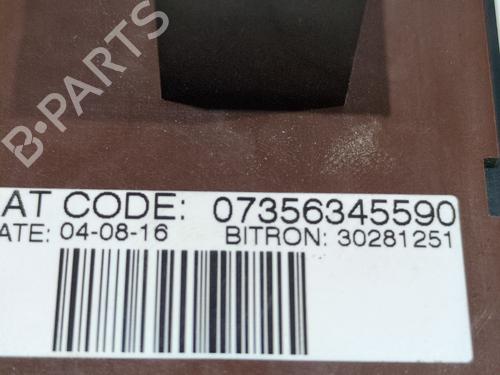 B-PARTS
AT CODE: 07356345590
ATE: 04-08-16 BITRON: 30281251